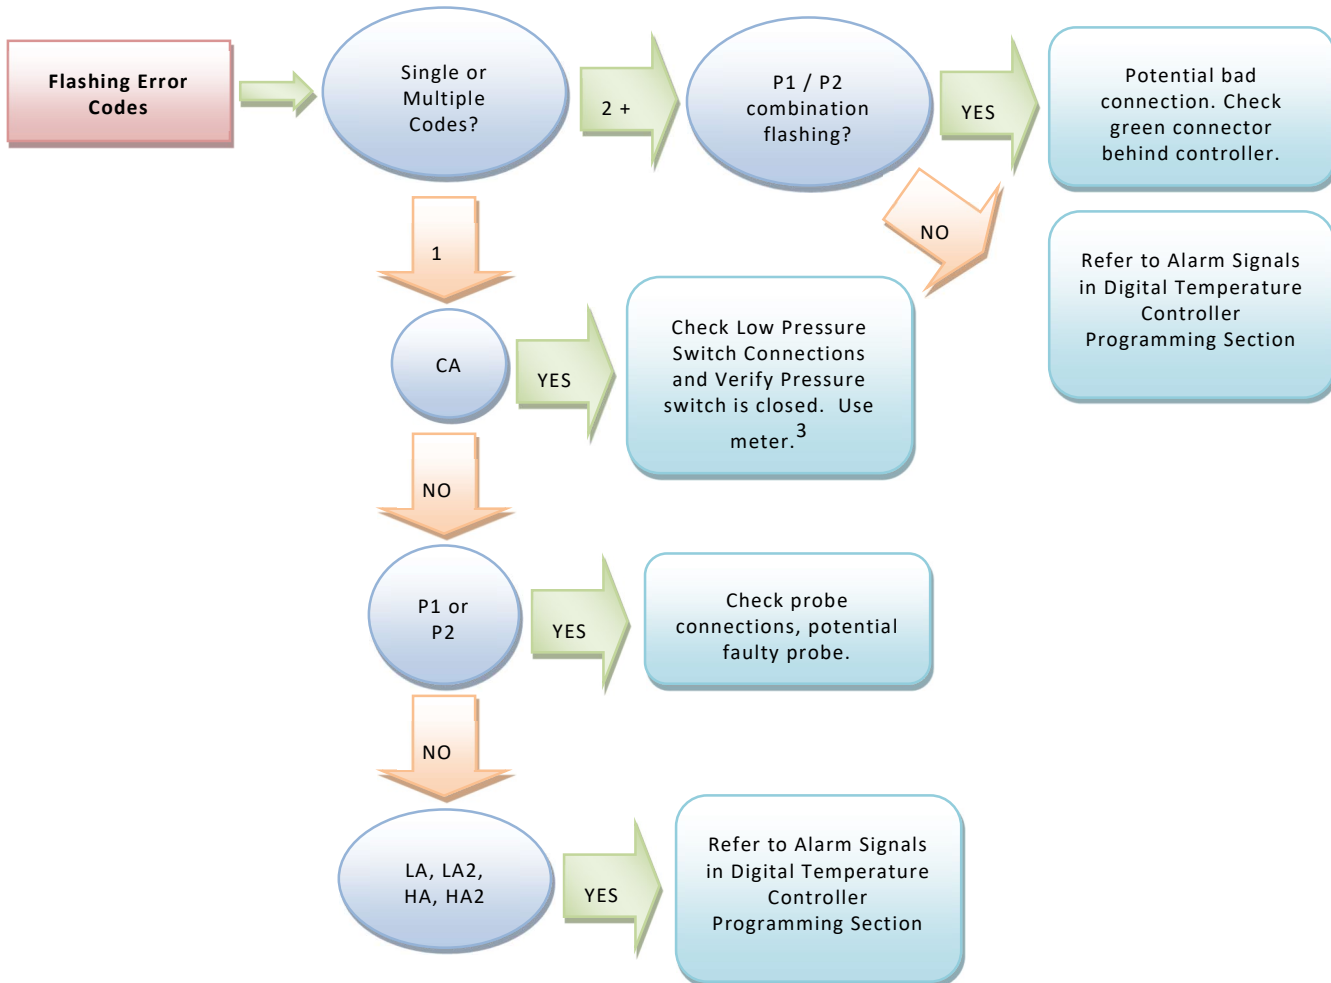 Flashing Error
Codes
Single or
Multiple
Codes?
2 +
P1 / P2
combination
flashing?
YES
Potential bad
connection. Check
green connector
behind controller.
NO
Refer to Alarm Signals
in Digital Temperature
Controller
Programming Section
1
CA
YES
Check Low Pressure
Switch Connections
and Verify Pressure
switch is closed. Use
meter.3
NO
P1 or
P2
YES
Check probe
connections, potential
faulty probe.
NO
LA, LA2,
HA, HA2
YES
Refer to Alarm Signals
in Digital Temperature
Controller
Programming Section